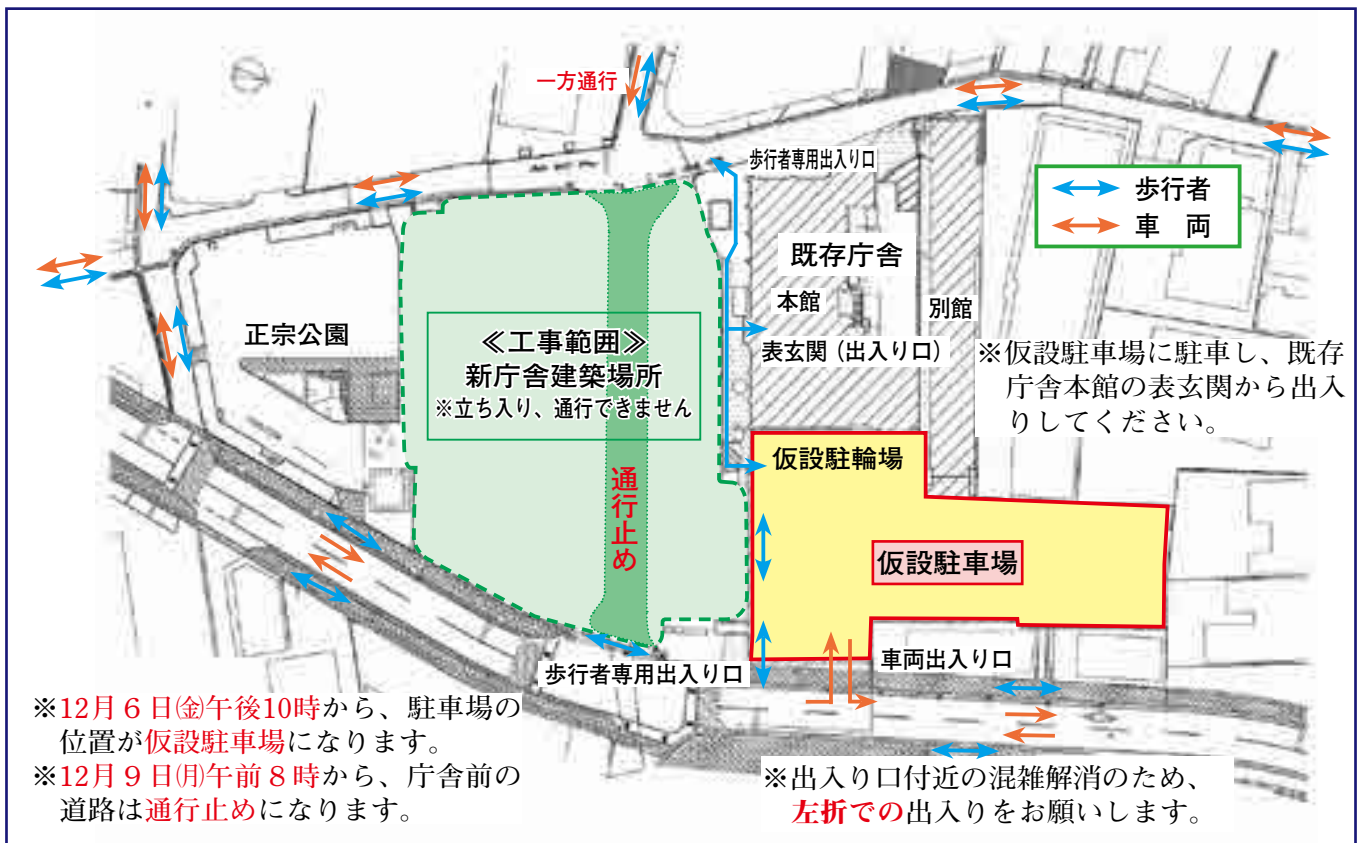 一方通行
歩行者専用出入り口
歩行者
車　両
既存庁舎
本館
別館
表玄関（出入り口）
正宗公園
≪工事範囲≫
新庁舎建築場所
※立ち入り、通行できません
通行止め
※仮設駐車場に駐車し、既存
庁舎本館の表玄関から出入
りしてください。
仮設駐輪場
仮設駐車場
歩行者専用出入り口
車両出入り口
※12月６日㈮午後10時から、駐車場の
位置が仮設駐車場になります。
※12月９日㈪午前８時から、庁舎前の
道路は通行止めになります。
※出入り口付近の混雑解消のため、
左折での出入りをお願いします。